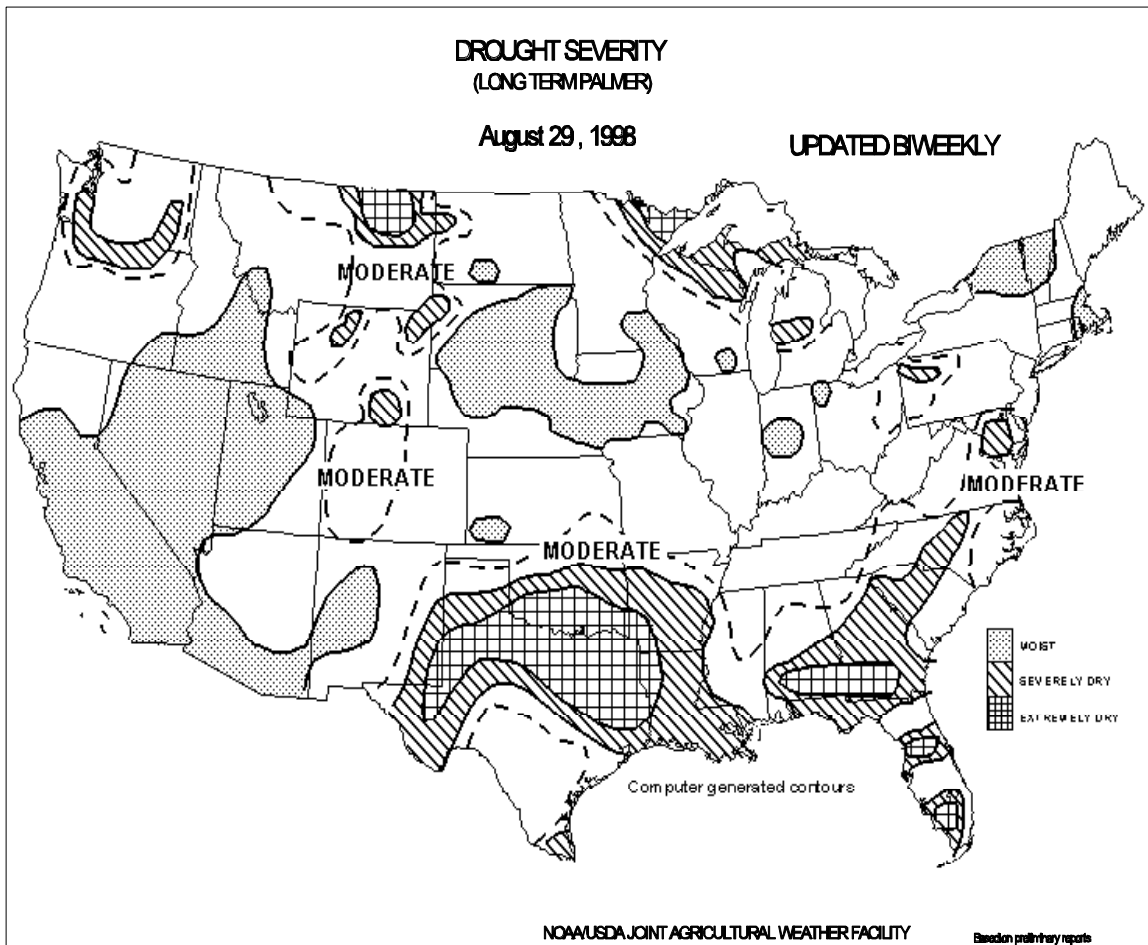 DROUGHT SEVERITY
(LONG TERM PALMER)
August 29 , 1998
UPDATED BIWEEKLY
MODERATE
MODERATE
MODERATE
MODERATE
MOIST
SEVERELY DRY
EXTREMELY DRY
Computer generated contours
NOAA/USDA JOINT AGRICULTURAL WEATHER FACILITY
Based on preliminary reports